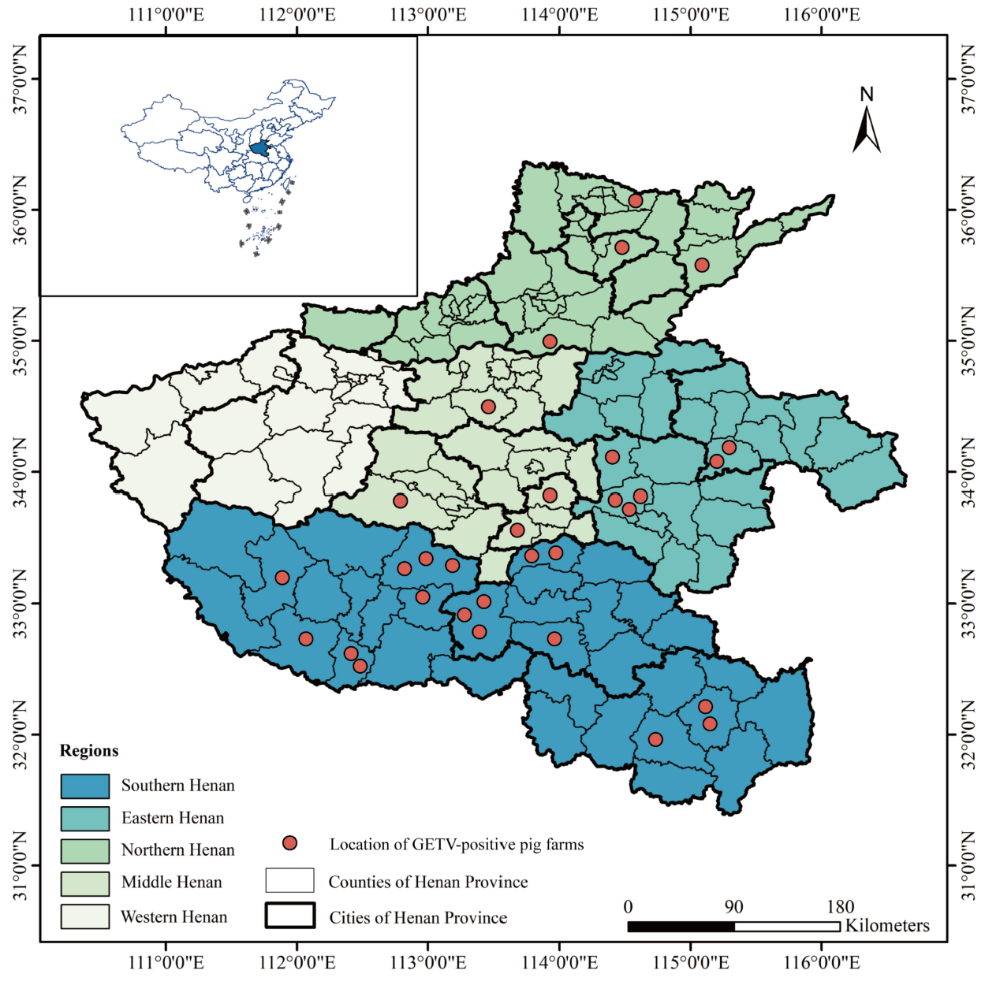 111°0'0"E 112°0'0"E 113°0'0"E 114°0'0"E 115°0'0"E 116°0'0"E
37°0'0"N 37°0'0"N
N
36°0'0"N 36°0'0"N
35°0'0"N 35°0'0"N
34°0'0"N 34°0'0"N
33°0'0"N 33°0'0"N
32°0'0"N 32°0'0"N
31°0'0"N 31°0'0"N
Regions
Southern Henan
Eastern Henan
Northern Henan
Middle Henan
Western Henan
Location of GETV-positive pig farms
Counties of Henan Province
Cities of Henan Province
0 90 180
Kilometers
111°0'0"E 112°0'0"E 113°0'0"E 114°0'0"E 115°0'0"E 116°0'0"E